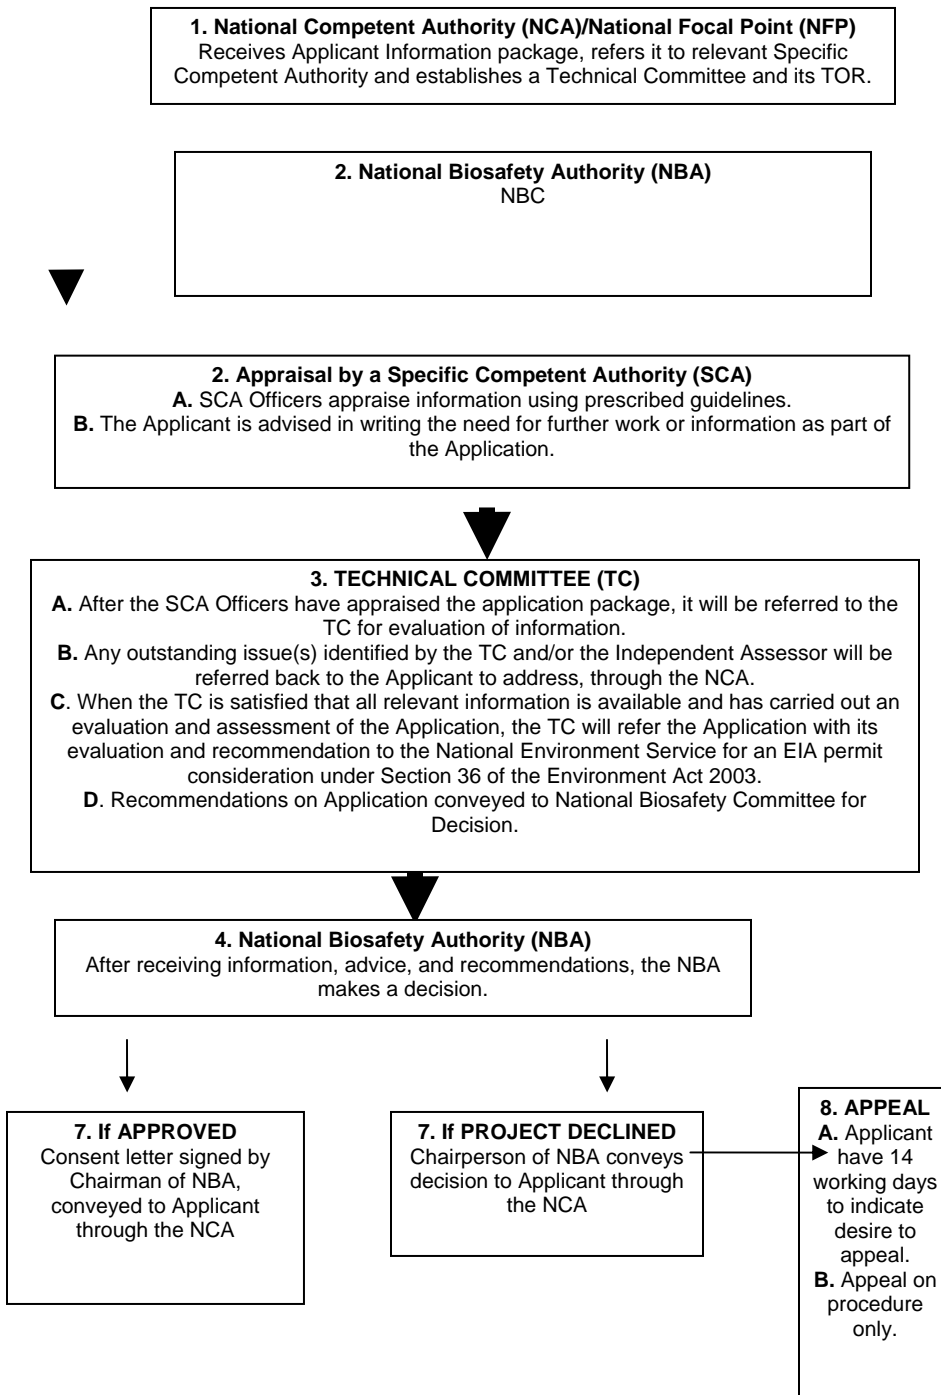 1. National Competent Authority (NCA)/National Focal Point (NFP)
Receives Applicant Information package, refers it to relevant Specific
Competent Authority and establishes a Technical Committee and its TOR.
2. National Biosafety Authority (NBA)
NBC
2. Appraisal by a Specific Competent Authority (SCA)
A. SCA Officers appraise information using prescribed guidelines.
B. The Applicant is advised in writing the need for further work or information as part of
the Application.
3. TECHNICAL COMMITTEE (TC)
A. After the SCA Officers have appraised the application package, it will be referred to the
TC for evaluation of information.
B. Any outstanding issue(s) identified by the TC and/or the Independent Assessor will be
referred back to the Applicant to address, through the NCA.
C. When the TC is satisfied that all relevant information is available and has carried out an
evaluation and assessment of the Application, the TC will refer the Application with its
evaluation and recommendation to the National Environment Service for an EIA permit
consideration under Section 36 of the Environment Act 2003.
D. Recommendations on Application conveyed to National Biosafety Committee for
Decision.
4. National Biosafety Authority (NBA)
After receiving information, advice, and recommendations, the NBA
makes a decision.
7. If APPROVED
Consent letter signed by
Chairman of NBA,
conveyed to Applicant
through the NCA
7. If PROJECT DECLINED
Chairperson of NBA conveys
decision to Applicant through
the NCA
8. APPEAL
A. Applicant
have 14
working days
to indicate
desire to
appeal.
B. Appeal on
procedure
only.